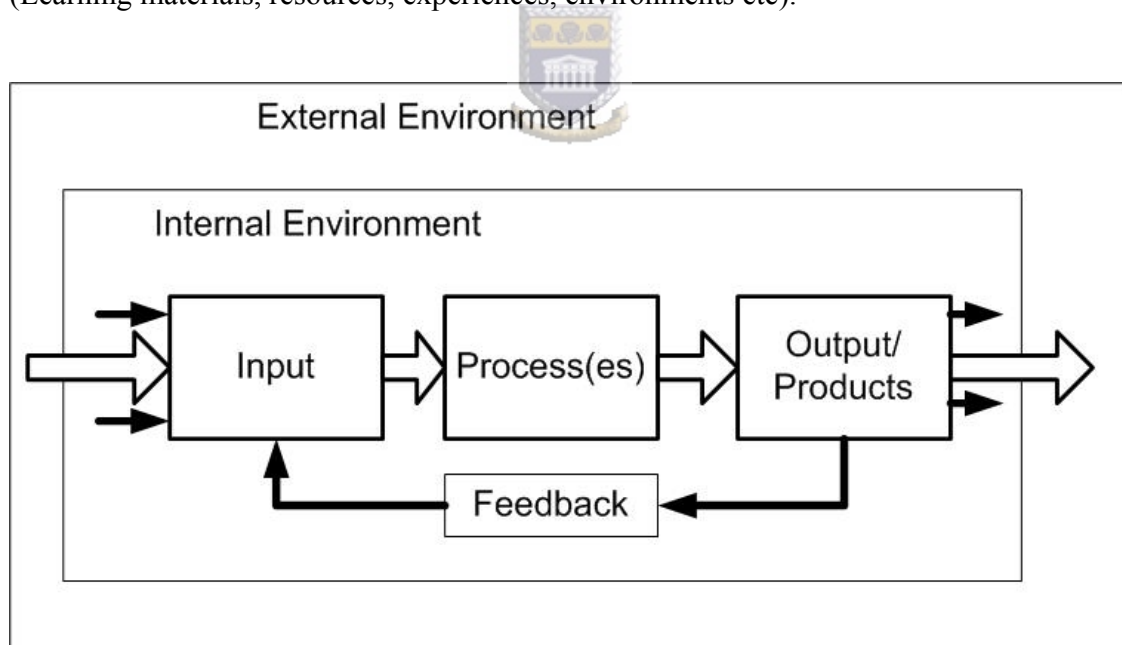 (Learning materials, resources, experiences, environments etc).
External Environment
Internal Environment
Input
Process(es)
Output/
Products
Feedback